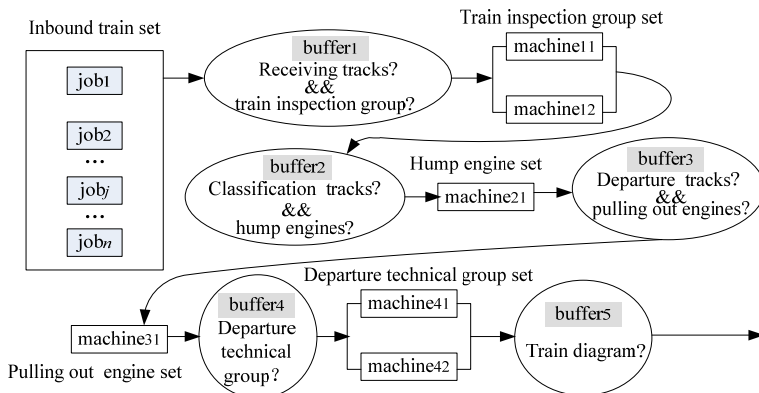 Inbound train set
job1
job2
...
jobj
...
jobn
buffer1
Receiving tracks?
&&
train inspection group?
Train inspection group set
machine11
machine12
buffer2
Classification tracks?
&&
hump engines?
Hump engine set
machine21
buffer3
Departure tracks?
&&
pulling out engines?
machine31
Pulling out engine set
buffer4
Departure
technical
group?
Departure technical group set
machine41
machine42
buffer5
Train diagram?